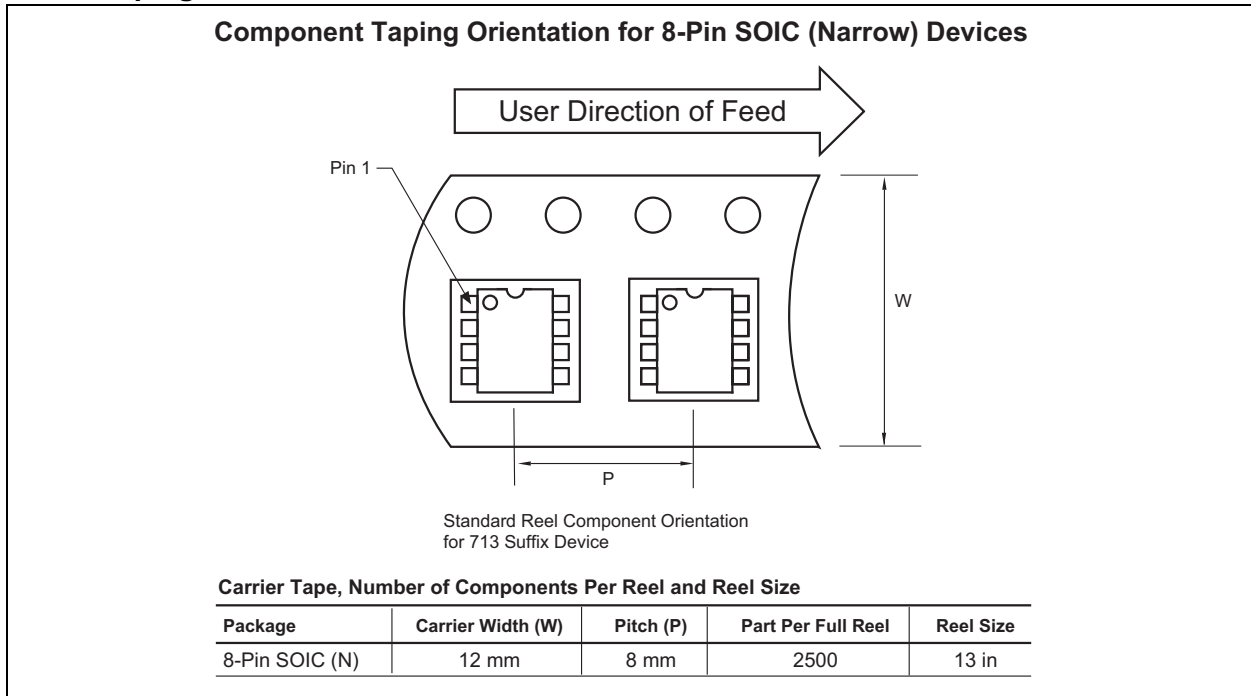 Component Taping Orientation for 8-Pin SOIC (Narrow) Devices
User Direction of Feed
Pin 1
W
P
Standard Reel Component Orientation
for 713 Suffix Device
Carrier Tape, Number of Components Per Reel and Reel Size
Package Carrier Width (W) Pitch (P) Part Per Full Reel Reel Size
8-Pin SOIC (N) 12 mm 8 mm 2500 13 in